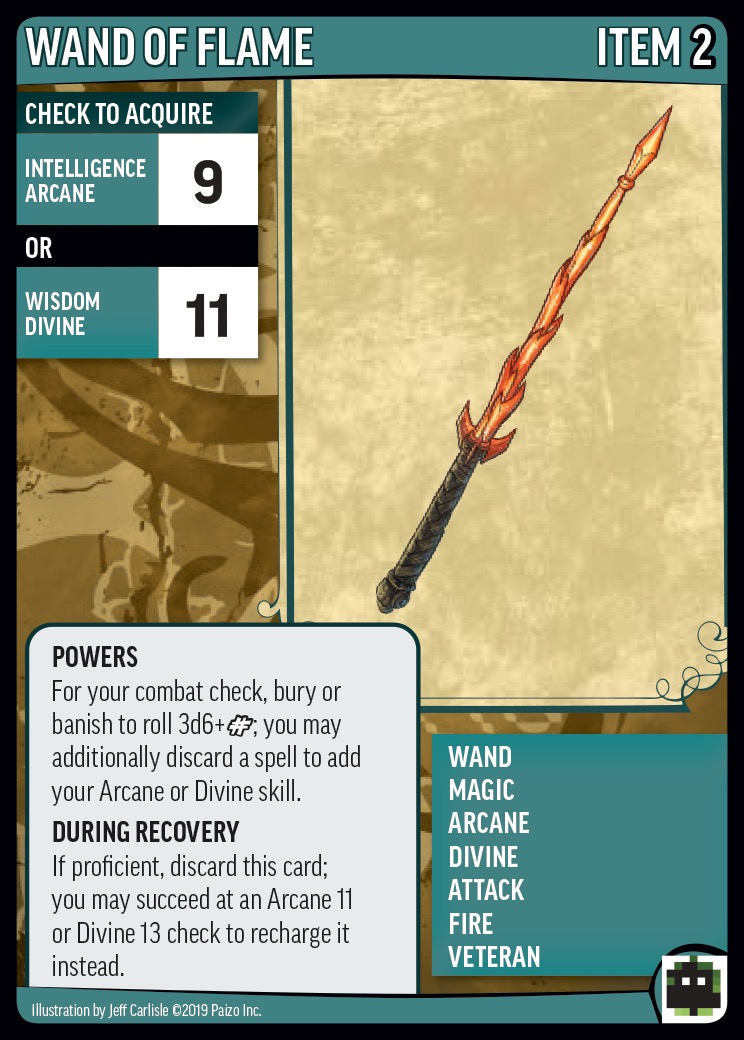 WAND OF FLAME
ITEM 2
CHECK TO ACQUIRE
INTELLIGENCE
ARCANE
9
OR
WISDOM
DIVINE
11
POWERS
For your combat check, bury or
banish to roll 3d6+#; you may
additionally discard a spell to add
your Arcane or Divine skill.
DURING RECOVERY
If proficient, discard this card;
you may succeed at an Arcane 11
or Divine 13 check to recharge it
instead.
WAND
MAGIC
ARCANE
DIVINE
ATTACK
FIRE
VETERAN
Illustration by Jeff Carlisle ©2019 Paizo Inc.